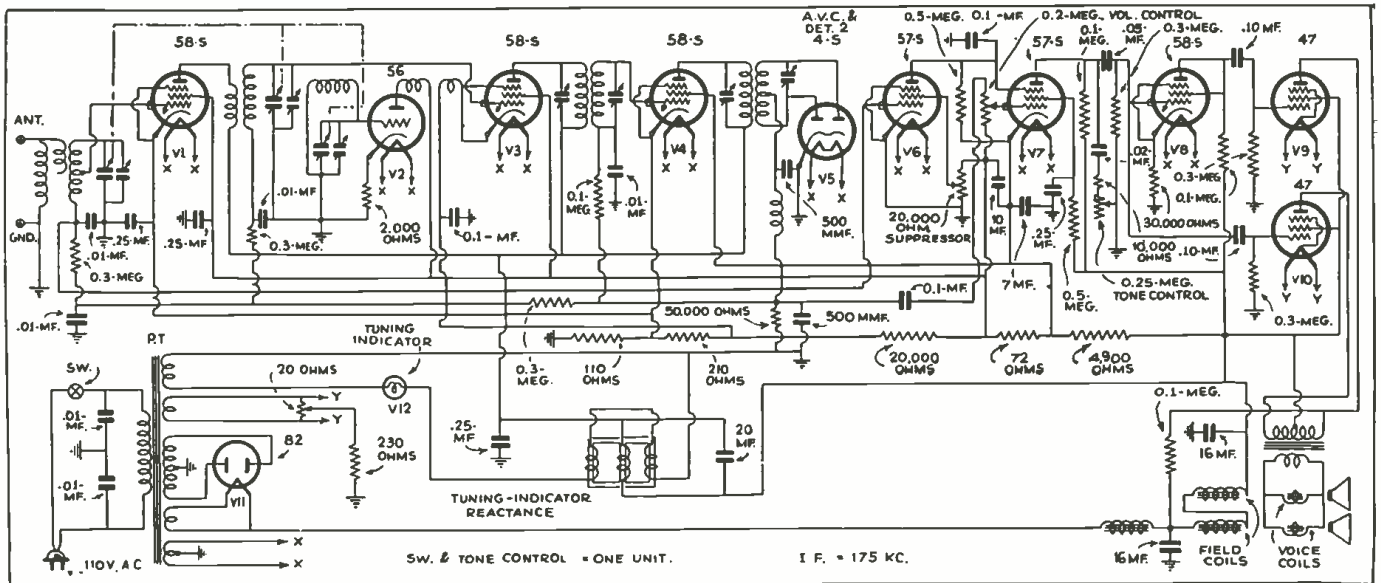 58-S
56
58-S
58-S
A.V.C. &
DET. 2
4-S
57-S
0.5-MEG.
0.1-MF.
0.2-MEG., VOL. CONTROL
57-S
0.1-
MEG.
.05-
MF.
0.3-MEG.
58-S
.10 MF.
47
ANT.
GND.
V1
X X
V2
X X
V3
X X
V4
X X
V5
X X
V6
X X
V7
X X
V8
X X
V9
Y Y
.01-MF.
.25-MF.
0.3-MEG
.01-MF.
.25-MF.
.01-MF
0.3-MEG.
2,000
OHMS
0.1-MF.
0.1-
MEG
.01-
MF
500
MMF.
20,000
OHM
SUPPRESSOR
10
MF
.25-
MF.
7 MF.
0.5-
MEG.
.02-
MF.
0.1-MEG.
0.3-MEG.
30,000 OHMS
10,000
OHMS
0.25-MEG.
TONE CONTROL
.10-MF.
47
V10
Y Y
0.3-MEG.
0.1-MF.
50,000 OHMS
500 MMF.
0.3-
MEG.
110
OHMS
210
OHMS
20,000
OHMS
72
OHMS
4,900
OHMS
P.T
SW.
.01-
MF.
.01-
MF.
110V. A C
20 OHMS
TUNING
INDICATOR
V12
Y
Y
82
V11
230
OHMS
X
X
.25-
MF
TUNING-INDICATOR
REACTANCE
20
MF.
0.1-MEG.
16 MF.
16 MF.
FIELD
COILS
VOICE
COILS
SW. & TONE CONTROL = ONE UNIT.
I F. = 175 KC.